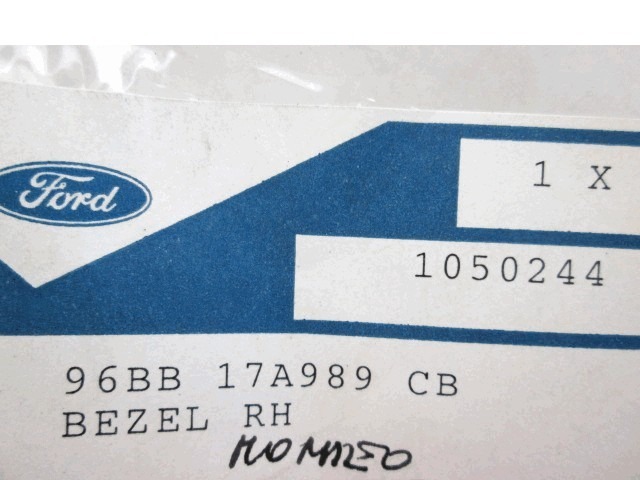 Ford
1 X
1050244
96BB 17A989 CB
BEZEL RH